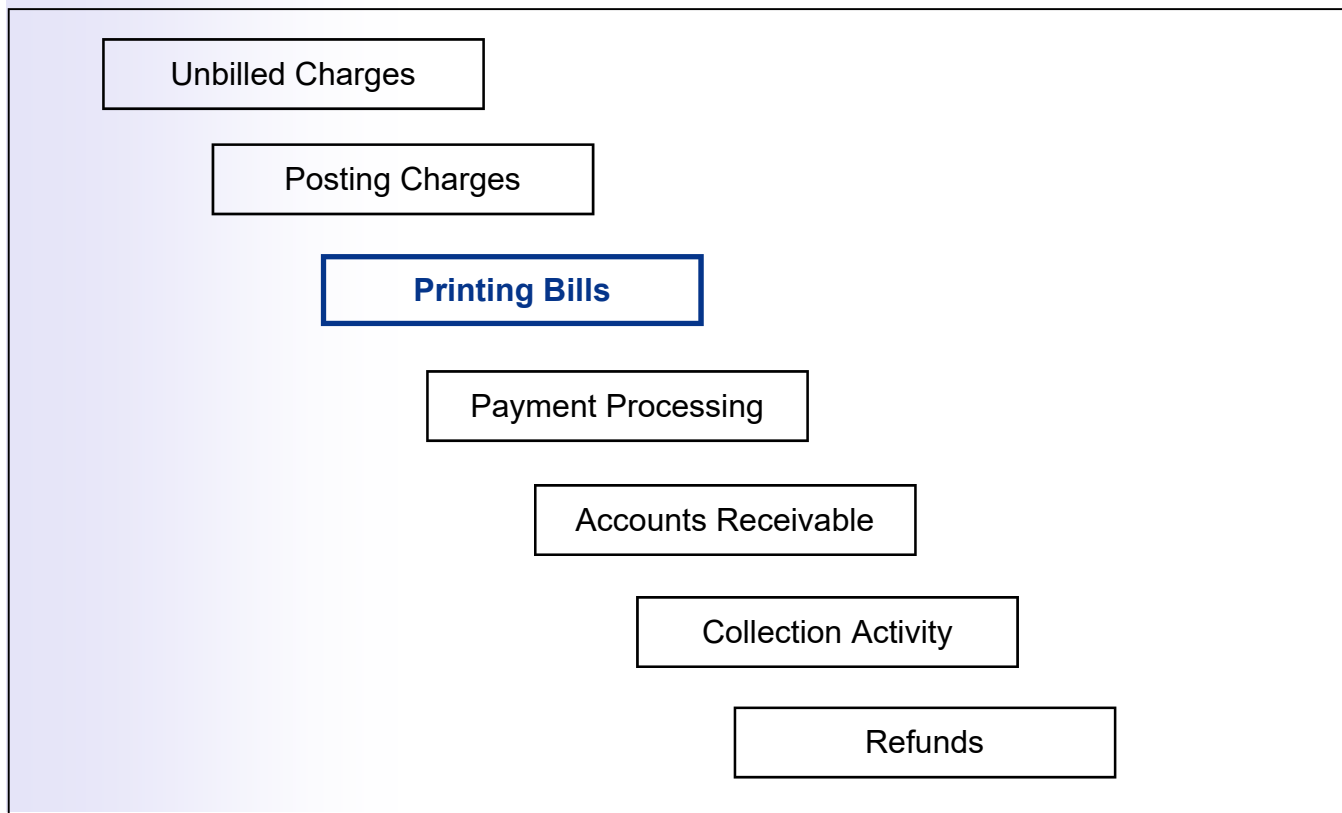 Unbilled Charges
Posting Charges
Printing Bills
Payment Processing
Accounts Receivable
Collection Activity
Refunds